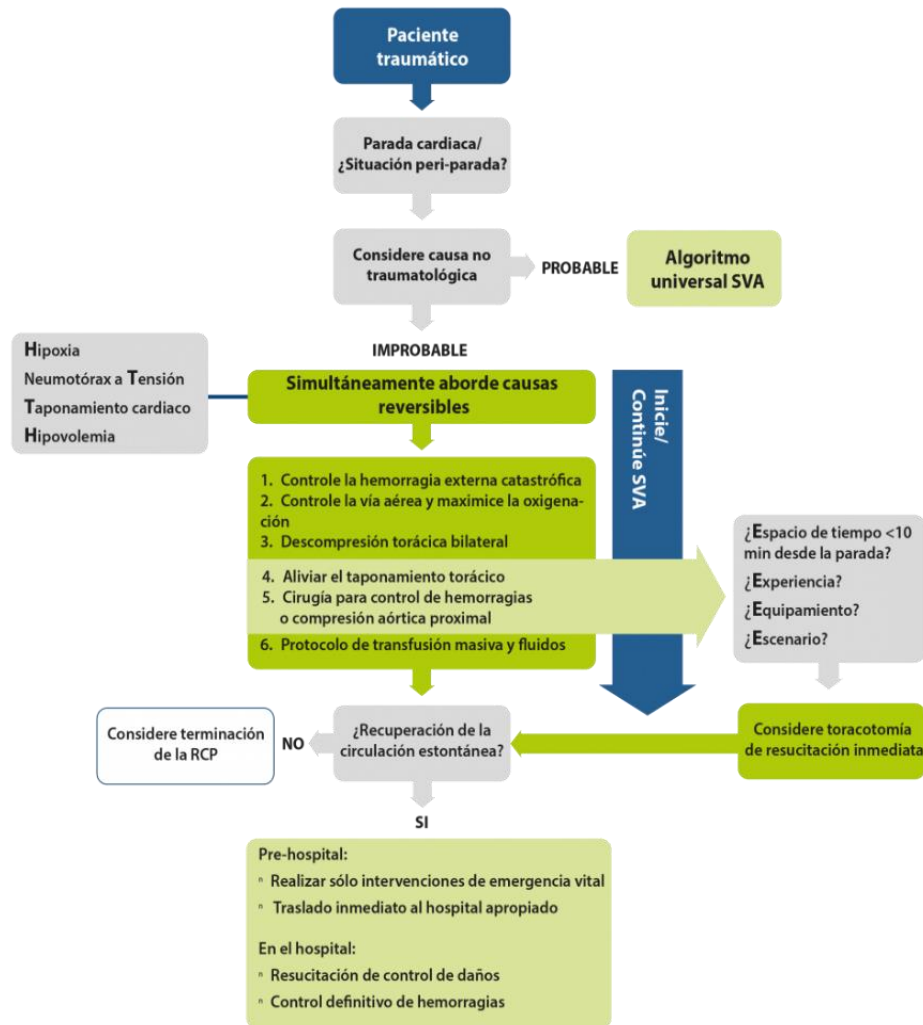 Paciente
traumático
Parada cardiaca/
¿Situación peri-parada?
Considere causa no
traumatológica
PROBABLE
Algoritmo
universal SVA
IMPROBABLE
Hipoxia
Neumotórax a Tensión
Taponamiento cardiaco
Hipovolemia
Simultáneamente aborde causas
reversibles
Inicie/
Continúe SVA
1. Controle la hemorragia externa catastrófica
2. Controle la vía aérea y maximice la oxigena-
ción
3. Descompresión torácica bilateral
4. Aliviar el taponamiento torácico
5. Cirugía para control de hemorragias
o compresión aórtica proximal
6. Protocolo de transfusión masiva y fluidos
¿Espacio de tiempo <10
min desde la parada?
¿Experiencia?
¿Equipamiento?
¿Escenario?
Considere terminación
de la RCP
NO
¿Recuperación de la
circulación estontánea?
Considere toracotomía
de resucitación inmediata
SI
Pre-hospital:
▫ Realizar sólo intervenciones de emergencia vital
▫ Traslado inmediato al hospital apropiado
En el hospital:
▫ Resucitación de control de daños
▫ Control definitivo de hemorragias